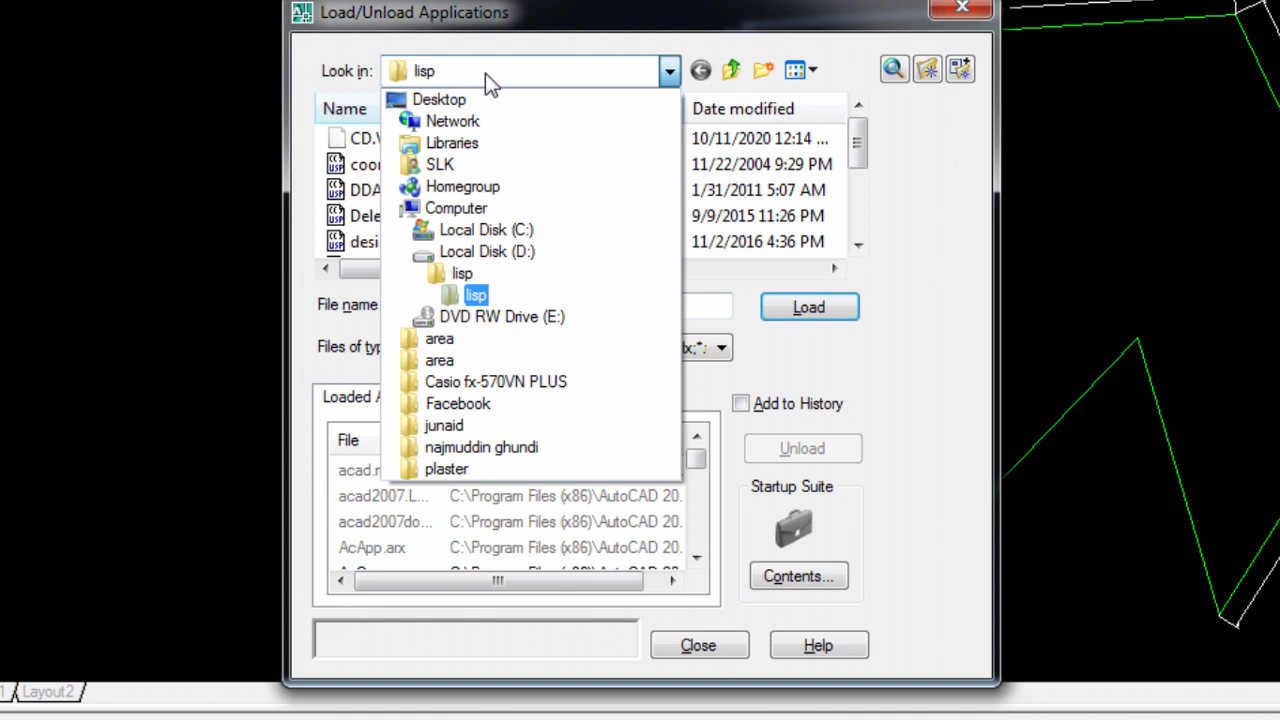 Load/Unload Applications
Look in: lisp
Name Date modified
Desktop
Network
Libraries
SLK
Homegroup
Computer
Local Disk (C:)
Local Disk (D:)
lisp
lisp
DVD RW Drive (E:)
area
area
Casio fx-570VN PLUS
Facebook
junaid
najmuddin ghundi
plaster
10/11/2020 12:14 ...
11/22/2004 9:29 PM
DDA 1/31/2011 5:07 AM
Dele 9/9/2015 11:26 PM
desi 11/2/2016 4:36 PM
File name Load
Files of typ
Loaded A
Add to History
File
Unload
acad.r
acad2007.L... C:\Program Files (x86)\AutoCAD 20.
acad2007do... C:\Program Files (x86)\AutoCAD 20.
AcApp.arx C:\Program Files (x86)\AutoCAD 20.
Startup Suite
Contents...
Close Help
1 Layout2